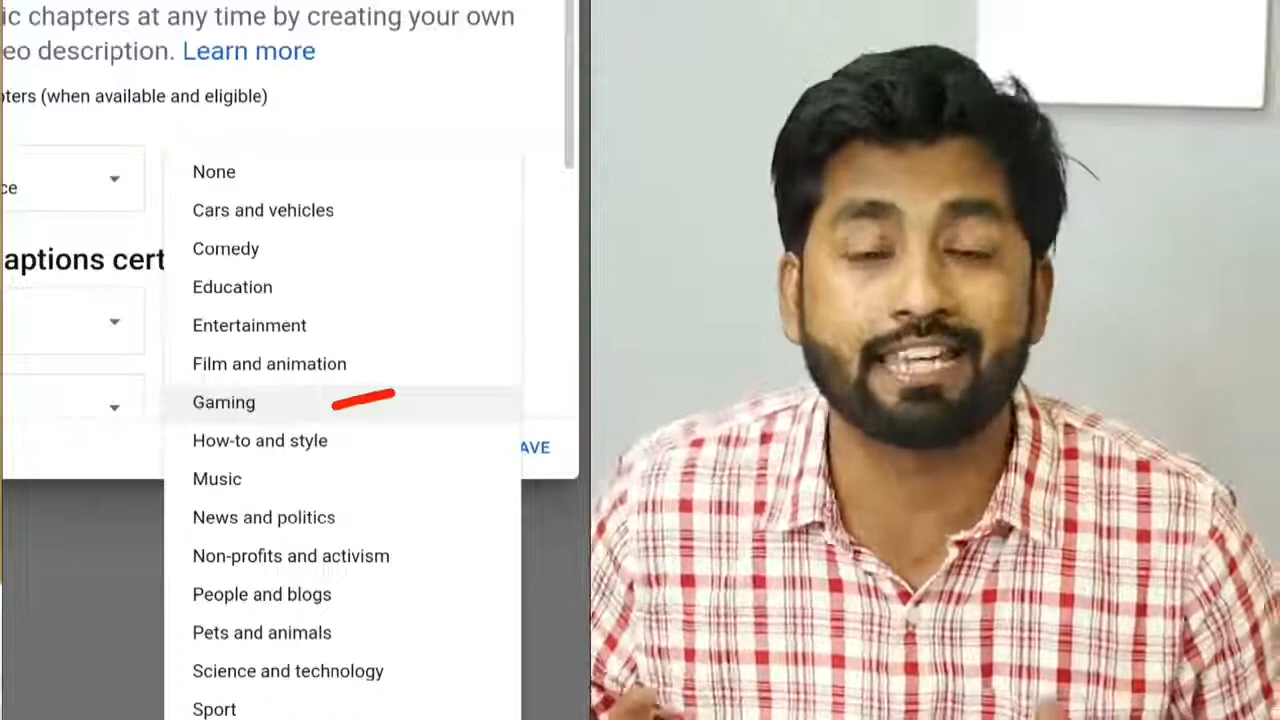 ic chapters at any time by creating your own
eo description. Learn more
ters (when available and eligible)
ce
aptions cert
None
Cars and vehicles
Comedy
Education
Entertainment
Film and animation
Gaming
How-to and style
AVE
Music
News and politics
Non-profits and activism
People and blogs
Pets and animals
Science and technology
Sport